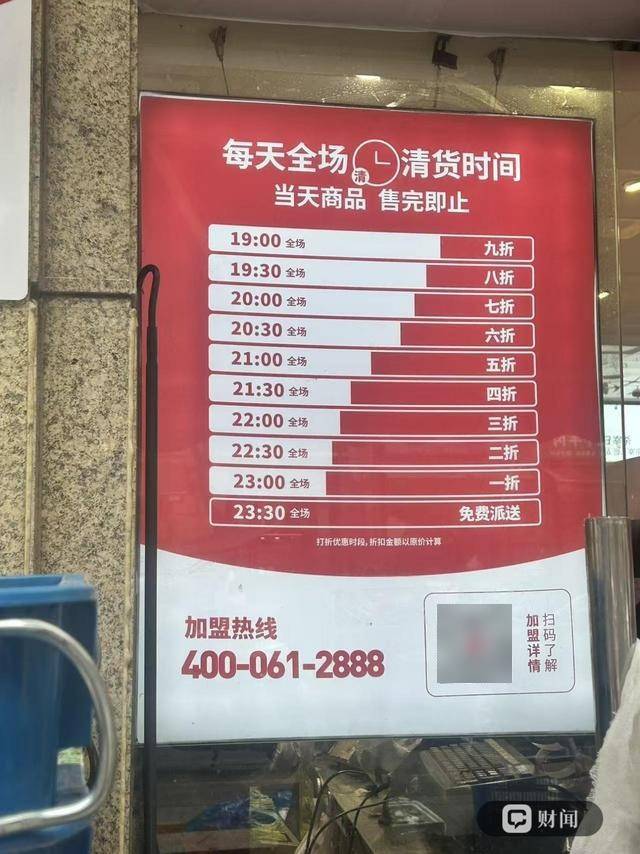 每天全场 清 清货时间
当天商品 售完即止
19:00 全场 九折
19:30 全场 八折
20:00 全场 七折
20:30 全场 六折
21:00 全场 五折
21:30 全场 四折
22:00 全场 三折
22:30 全场 二折
23:00 全场 一折
23:30 全场 免费派送
打折优惠时段,折扣金额以原价计算
加盟热线
400-061-2888
扫码了解
加盟详情
财闻